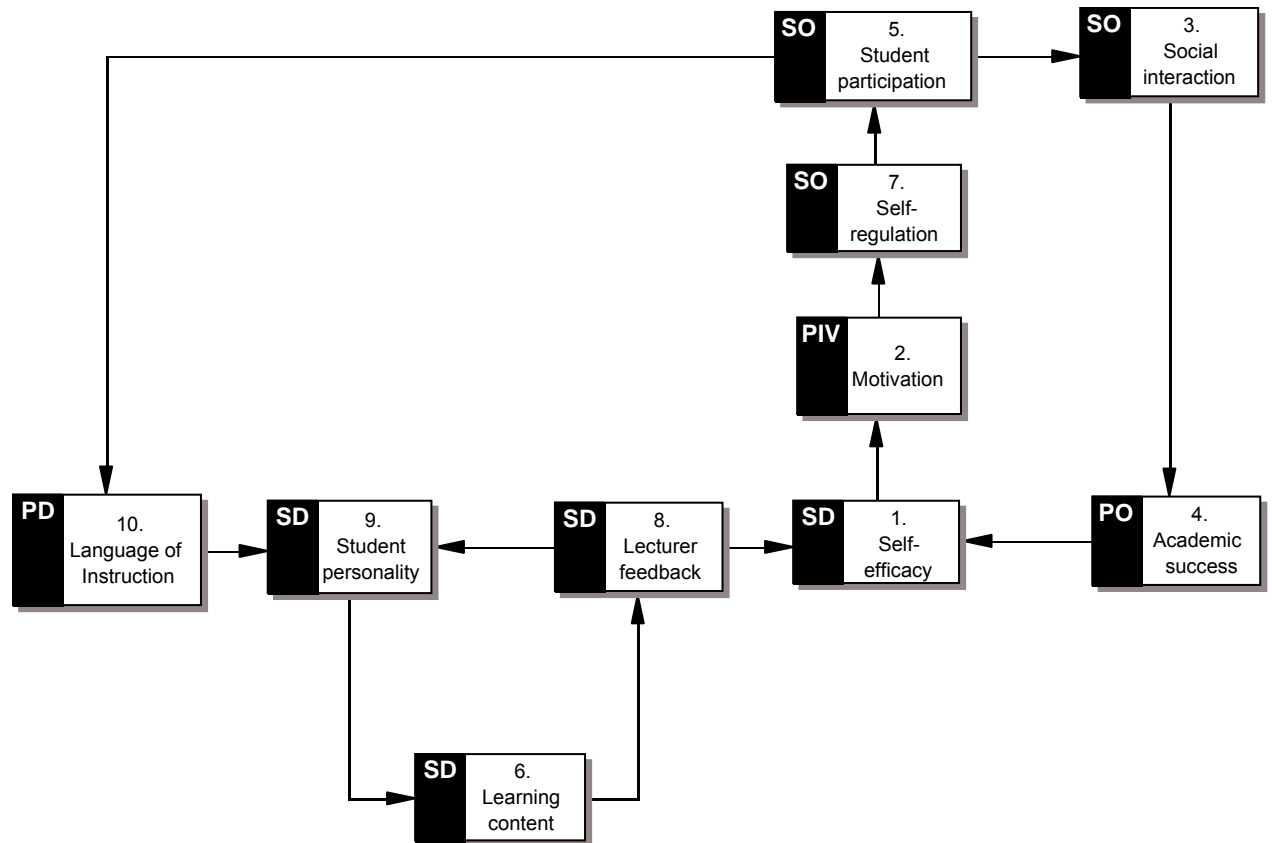 SO
5.
Student
participation
SO
3.
Social
interaction
SO
7.
Self-
regulation
PIV
2.
Motivation
PD
10.
Language of
Instruction
SD
9.
Student
personality
SD
8.
Lecturer
feedback
SD
1.
Self-
efficacy
PO
4.
Academic
success
SD
6.
Learning
content